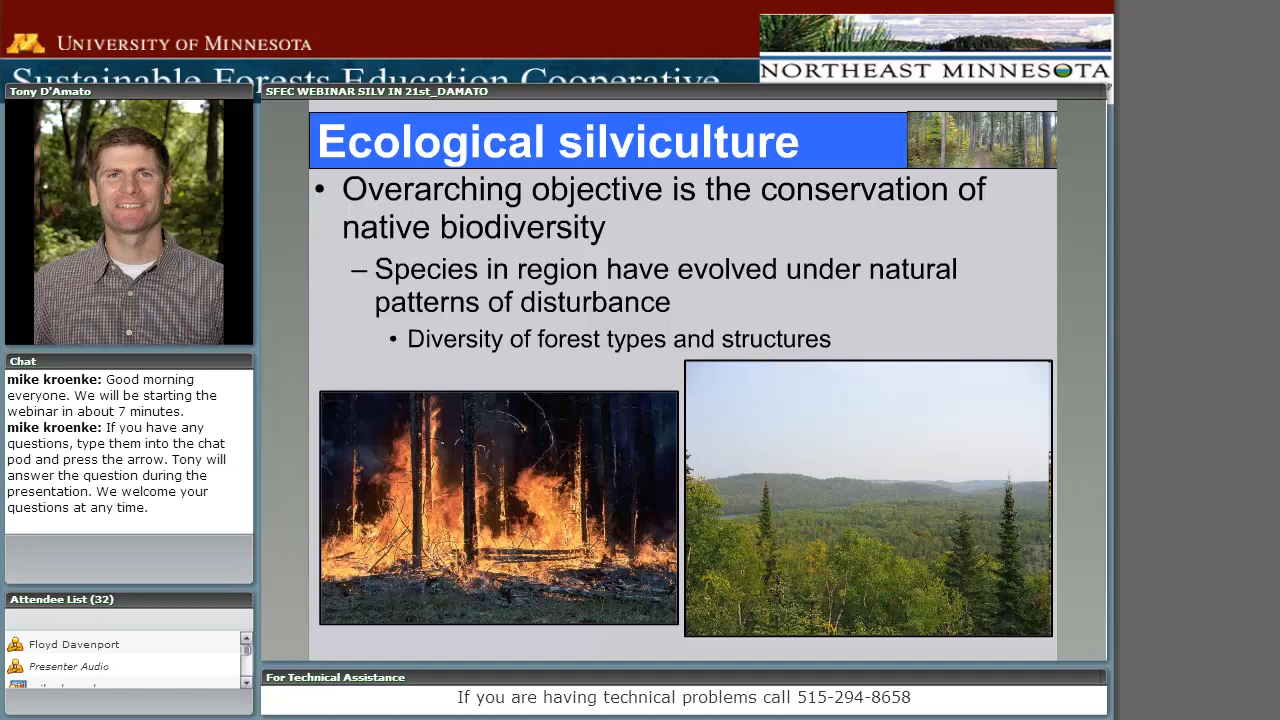 UNIVERSITY OF MINNESOTA
Sustainable Forests Education Cooperative
NORTHEAST MINNESOTA
Tony D'Amato
SFEC WEBINAR SILV IN 21st_DAMATO
Ecological silviculture
• Overarching objective is the conservation of
native biodiversity
– Species in region have evolved under natural
patterns of disturbance
• Diversity of forest types and structures
Chat
mike kroenke: Good morning
everyone. We will be starting the
webinar in about 7 minutes.
mike kroenke: If you have any
questions, type them into the chat
pod and press the arrow. Tony will
answer the question during the
presentation. We welcome your
questions at any time.
Attendee List (32)
Floyd Davenport
Presenter Audio
For Technical Assistance
If you are having technical problems call 515-294-8658